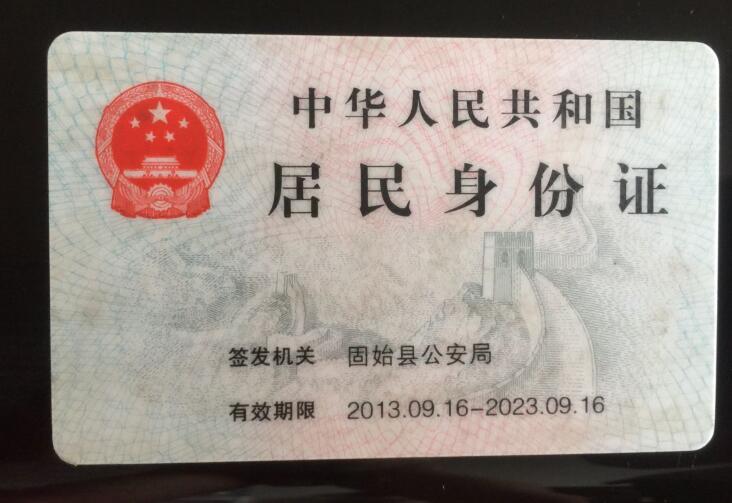 中华人民共和国
居民身份证
签发机关 固始县公安局
有效期限 2013.09.16-2023.09.16